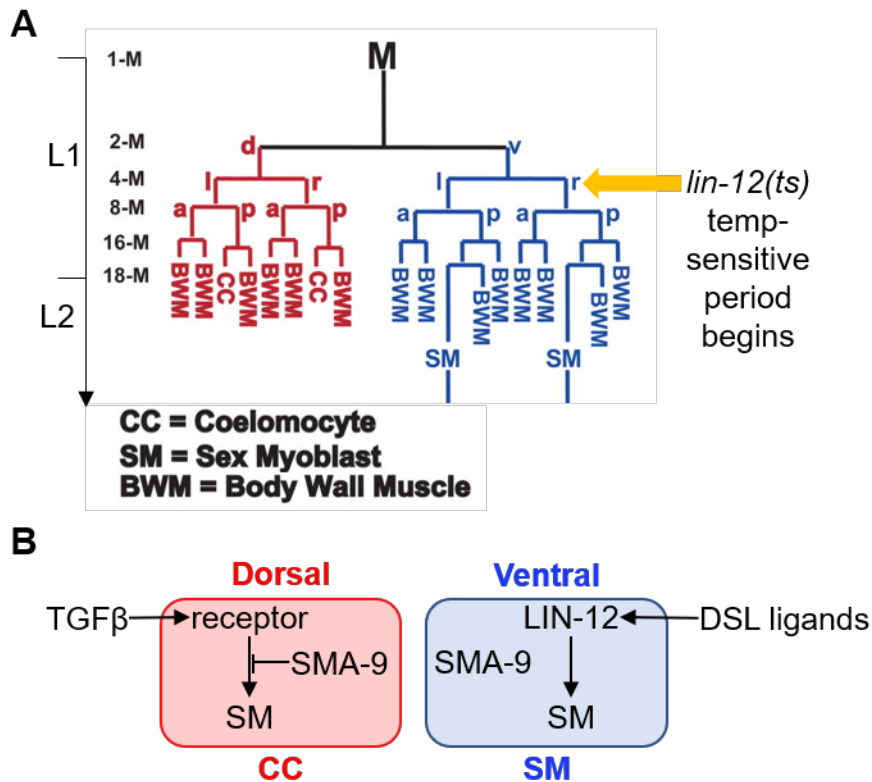 A
1-M
M
L1
2-M
d
v
4-M
l
r
l
r
lin-12(ts)
temp-
sensitive
period
begins
8-M
a
p
a
p
a
p
a
p
16-M
18-M
BWM
BWM
CC
BWM
BWM
BWM
CC
BWM
BWM
BWM
BWM
BWM
BWM
BWM
BWM
BWM
L2
SM
SM
CC = Coelomocyte
SM = Sex Myoblast
BWM = Body Wall Muscle
B
Dorsal
Ventral
TGFβ
receptor
LIN-12
DSL ligands
SMA-9
SMA-9
SM
SM
CC
SM